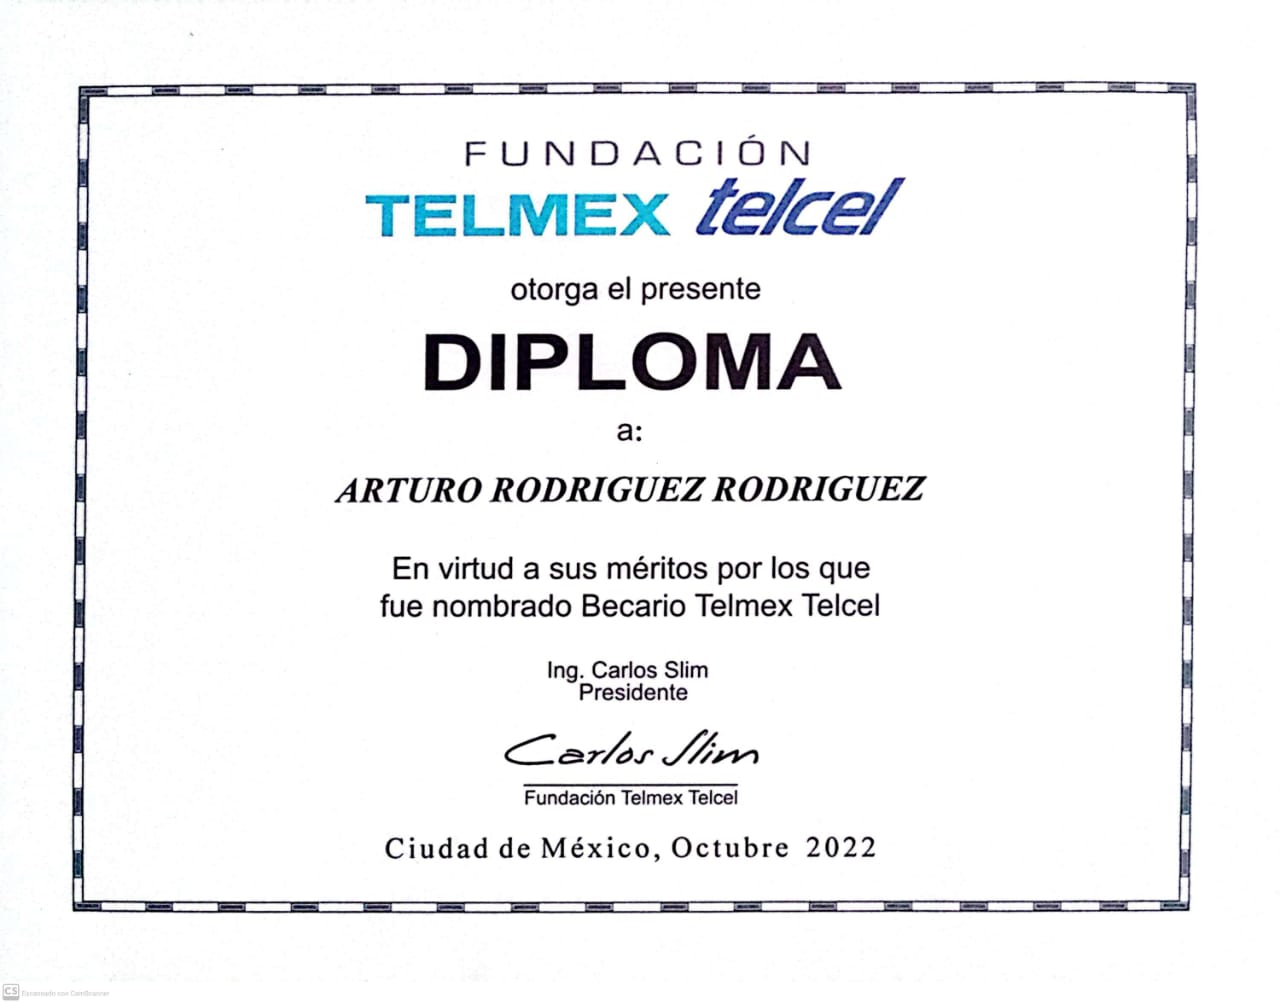 FUNDACIÓN
TELMEX telcel
otorga el presente
DIPLOMA
a:
ARTURO RODRIGUEZ RODRIGUEZ
En virtud a sus méritos por los que
fue nombrado Becario Telmex Telcel
Ing. Carlos Slim
Presidente
Carlos Slim
Fundación Telmex Telcel
Ciudad de México, Octubre 2022
CS Escaneado con CamScanner